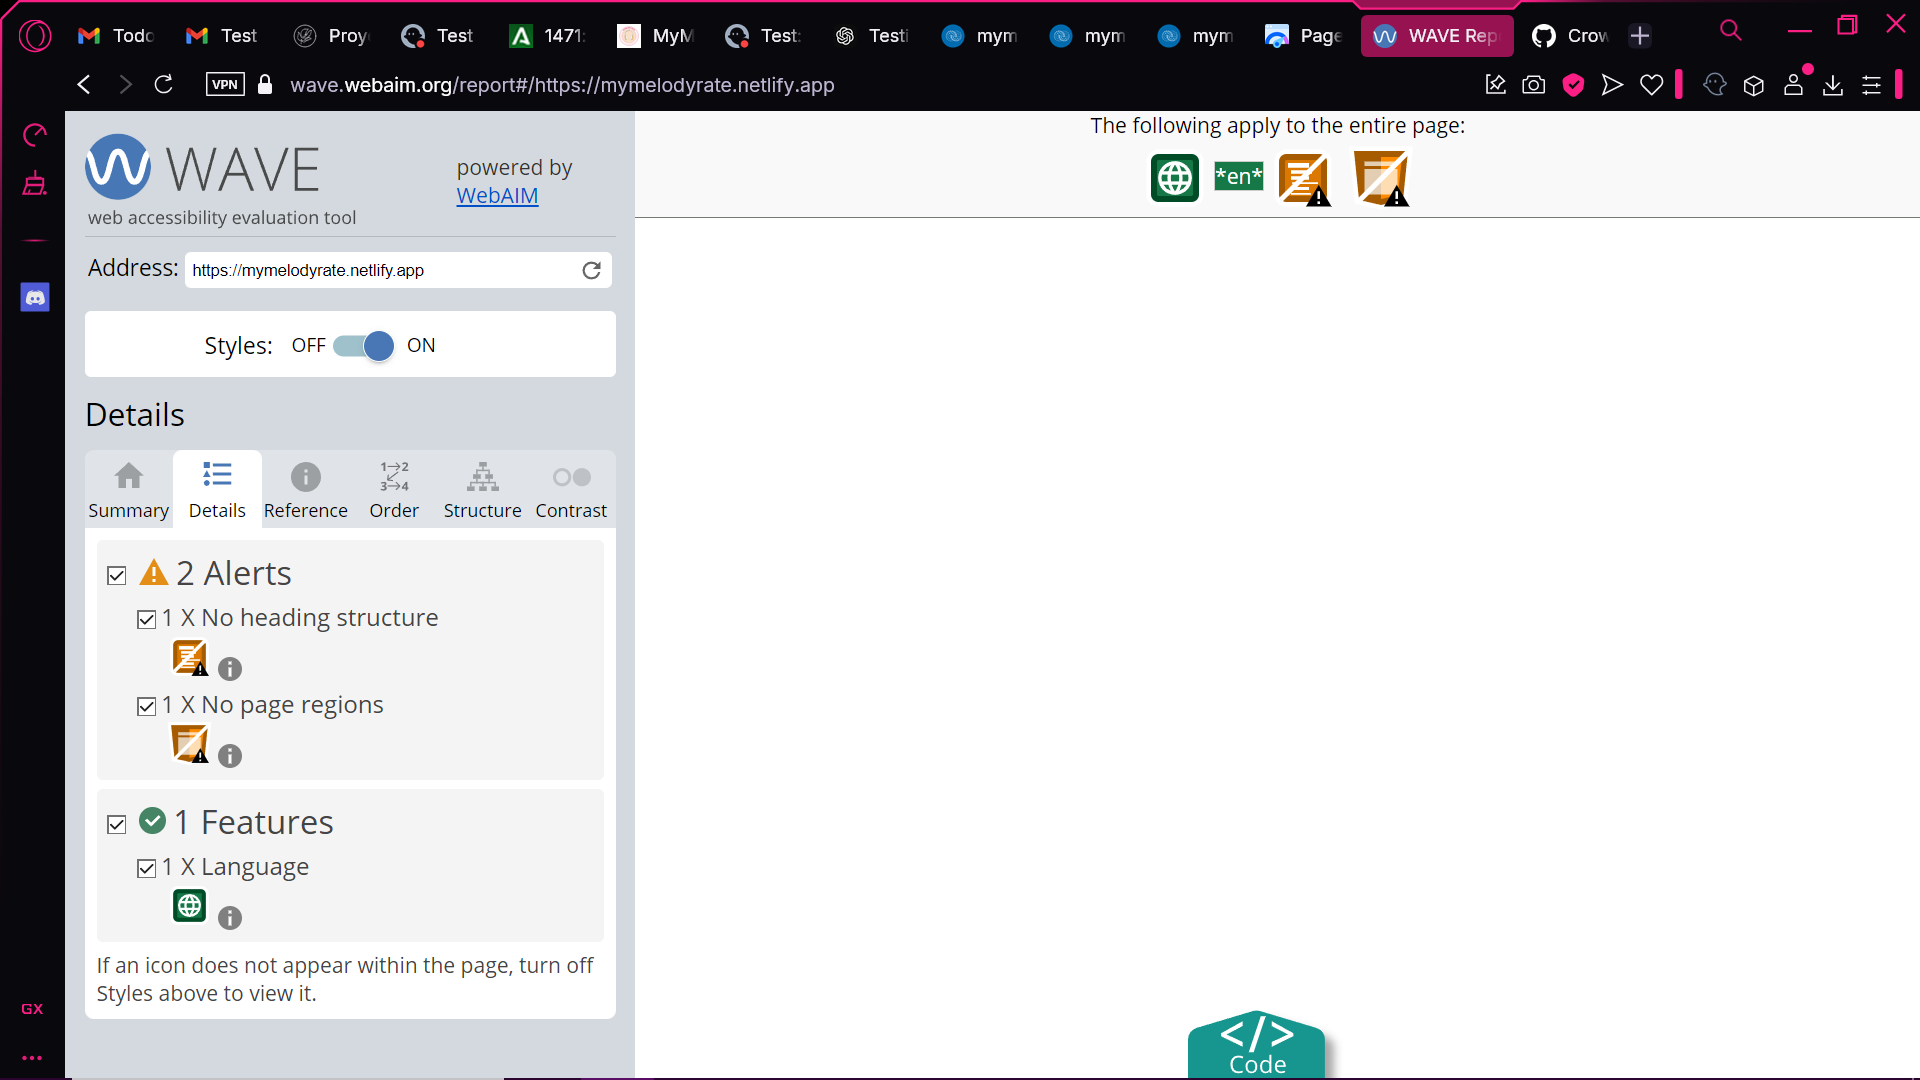 Todo
Test
Proy
Test
1471:
MyM
Test:
Testi
mym
mym
mym
Page
WAVE Rep
Crow
VPN
wave.webaim.org/report#/https://mymelodyrate.netlify.app
WAVE
powered by
WebAIM
web accessibility evaluation tool
Address: https://mymelodyrate.netlify.app
Styles: OFF ON
Details
1→2
3→4
Summary Details Reference Order Structure Contrast
2 Alerts
1 X No heading structure
1 X No page regions
1 Features
1 X Language
If an icon does not appear within the page, turn off
Styles above to view it.
GX
The following apply to the entire page:
*en*
</>
Code